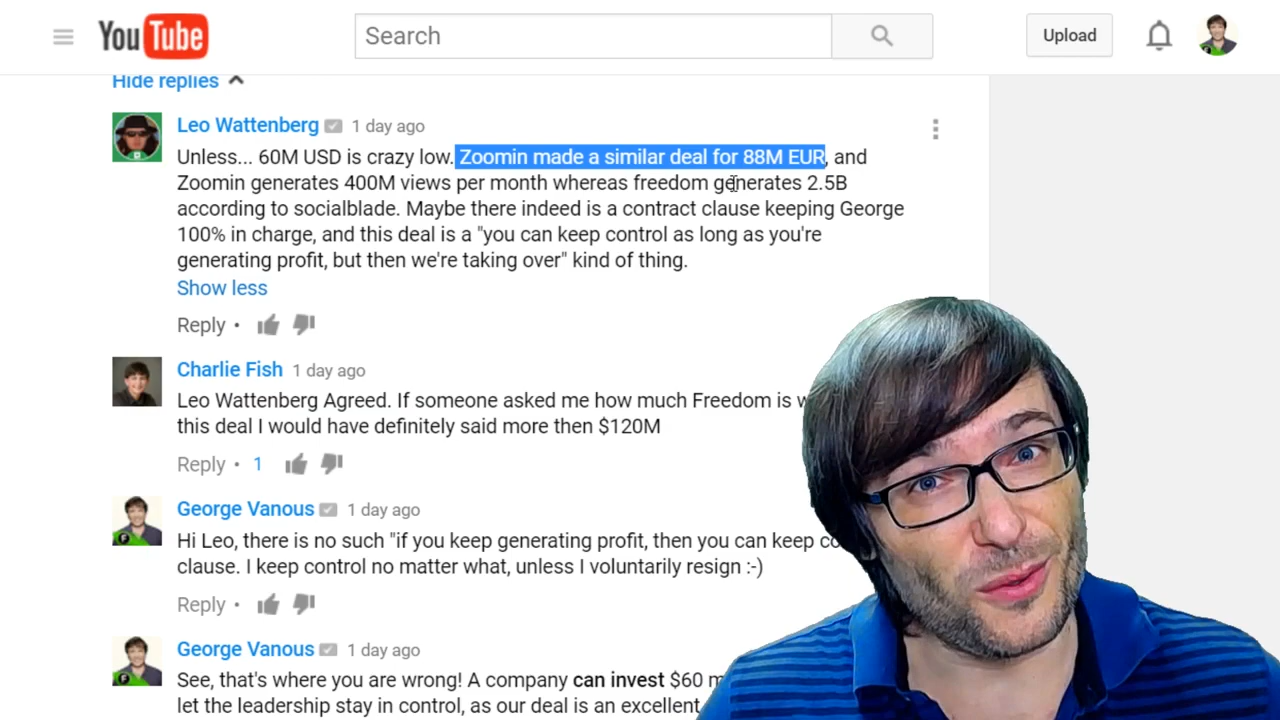 YouTube
Search
Upload
Hide replies
Leo Wattenberg 1 day ago
Unless... 60M USD is crazy low. Zoomin made a similar deal for 88M EUR, and
Zoomin generates 400M views per month whereas freedom generates 2.5B
according to socialblade. Maybe there indeed is a contract clause keeping George
100% in charge, and this deal is a "you can keep control as long as you're
generating profit, but then we're taking over" kind of thing.
Show less
Reply •
Charlie Fish 1 day ago
Leo Wattenberg Agreed. If someone asked me how much Freedom is
this deal I would have definitely said more then $120M
Reply • 1
George Vanous 1 day ago
Hi Leo, there is no such "if you keep generating profit, then you can keep
clause. I keep control no matter what, unless I voluntarily resign :-)
Reply •
George Vanous 1 day ago
See, that's where you are wrong! A company can invest $60
let the leadership stay in control, as our deal is an excellent